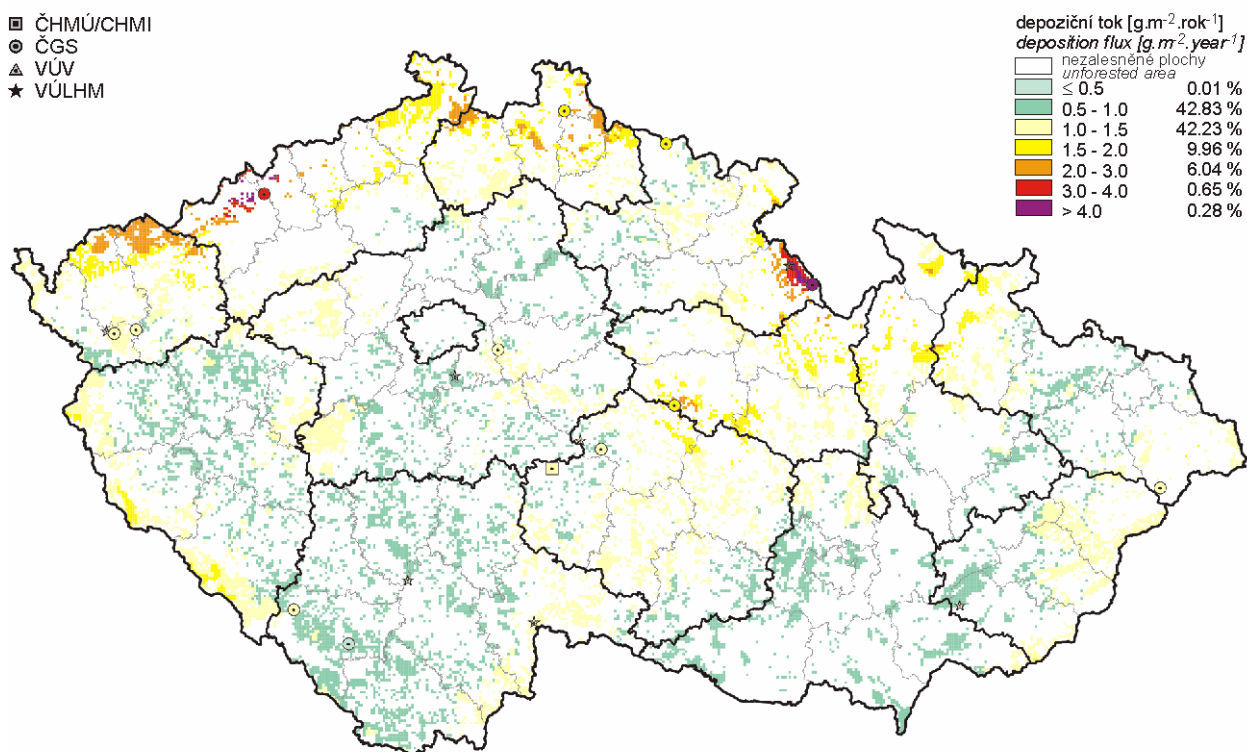 ČHMÚ/CHMI
ČGS
VÚV
VÚLHM
depoziční tok [g.m⁻².rok⁻¹]
deposition flux [g.m⁻².year⁻¹]
nezalesněné plochy
unforested area
≤ 0.5 0.01 %
0.5 - 1.0 42.83 %
1.0 - 1.5 42.23 %
1.5 - 2.0 9.96 %
2.0 - 3.0 6.04 %
3.0 - 4.0 0.65 %
> 4.0 0.28 %